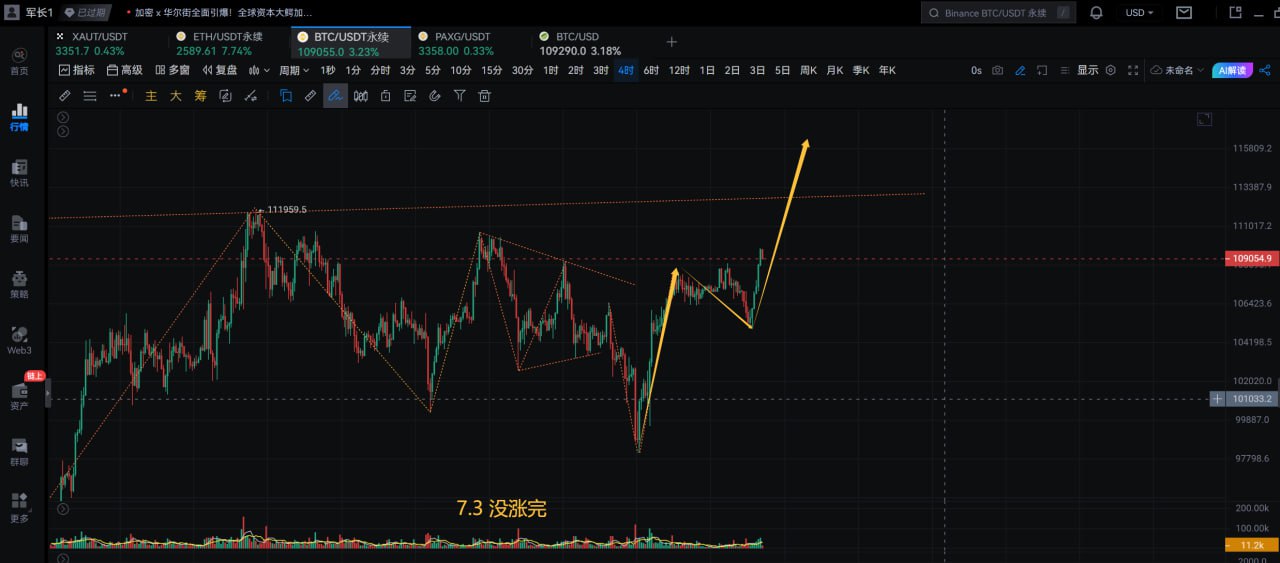 军长1 已过期 • 加密 x 华尔街全面引爆！全球资本大鳄加... Binance BTC/USDT 永续 / USD
XAUT/USDT ETH/USDT永续 BTC/USDT永续 PAXG/USDT BTC/USD
3351.7 0.43% 2589.61 7.74% 109055.0 3.23% 3358.00 0.33% 109290.0 3.18%
指标 高级 多窗 复盘 周期 1秒 1分 分时 3分 5分 10分 15分 30分 1时 2时 3时 4时 6时 12时 1日 2日 3日 5日 周K 月K 季K 年K 0s 显示 未命名 AI解读
主 大 筹
首页
行情
快讯
要闻
策略
Web3
链上
资产
群聊
更多
111959.5
115809.2
113387.9
111017.2
109054.9
106423.6
104198.5
102020.0
101033.2
99887.0
97798.6
7.3 没涨完
200.00k
100.00k
11.2k